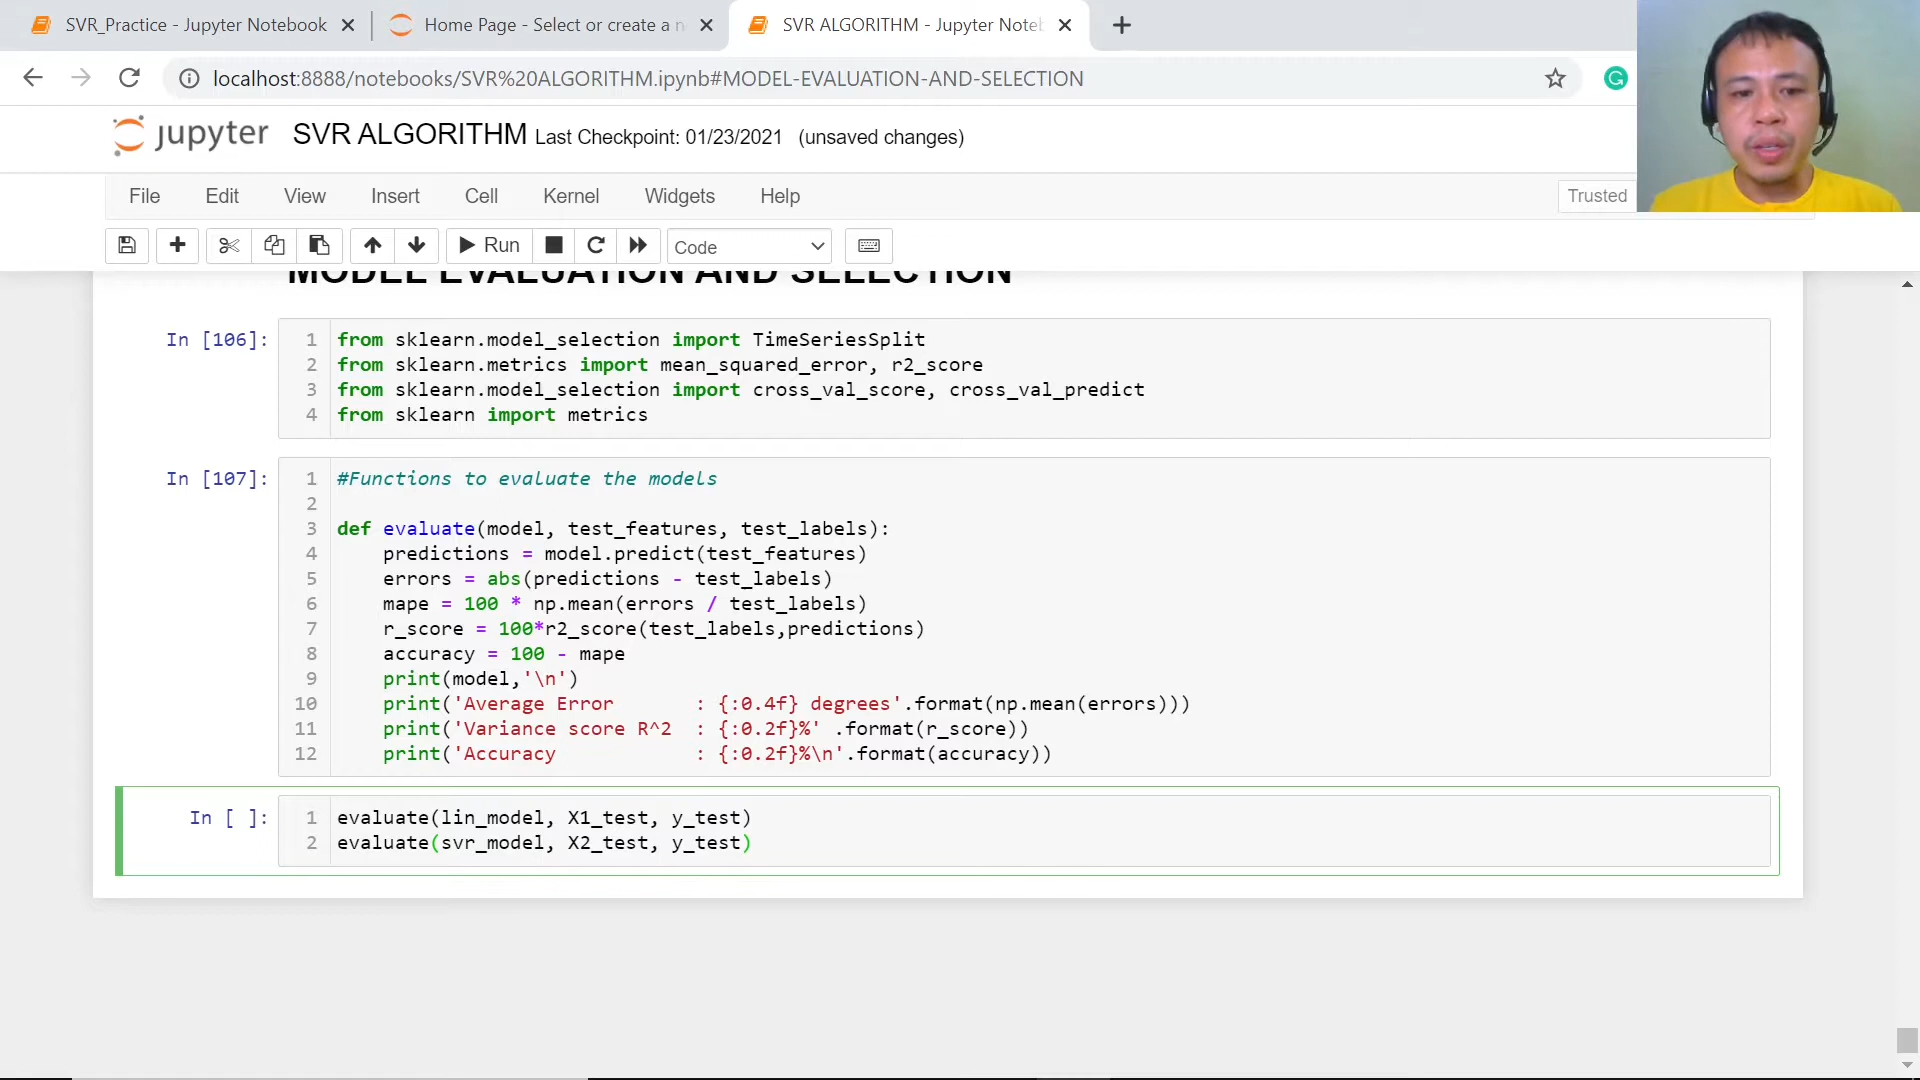 SVR_Practice - Jupyter Notebook
Home Page - Select or create a n
SVR ALGORITHM - Jupyter Noteb
localhost:8888/notebooks/SVR%20ALGORITHM.ipynb#MODEL-EVALUATION-AND-SELECTION
jupyter SVR ALGORITHM Last Checkpoint: 01/23/2021 (unsaved changes)
File Edit View Insert Cell Kernel Widgets Help Trusted
Run Code
MODEL EVALUATION AND SELECTION
In [106]:
1 from sklearn.model_selection import TimeSeriesSplit
2 from sklearn.metrics import mean_squared_error, r2_score
3 from sklearn.model_selection import cross_val_score, cross_val_predict
4 from sklearn import metrics
In [107]:
1 #Functions to evaluate the models
2
3 def evaluate(model, test_features, test_labels):
4     predictions = model.predict(test_features)
5     errors = abs(predictions - test_labels)
6     mape = 100 * np.mean(errors / test_labels)
7     r_score = 100*r2_score(test_labels,predictions)
8     accuracy = 100 - mape
9     print(model,'\n')
10     print('Average Error       : {:0.4f} degrees'.format(np.mean(errors)))
11     print('Variance score R^2  : {:0.2f}%' .format(r_score))
12     print('Accuracy            : {:0.2f}%\n'.format(accuracy))
In [ ]:
1 evaluate(lin_model, X1_test, y_test)
2 evaluate(svr_model, X2_test, y_test)